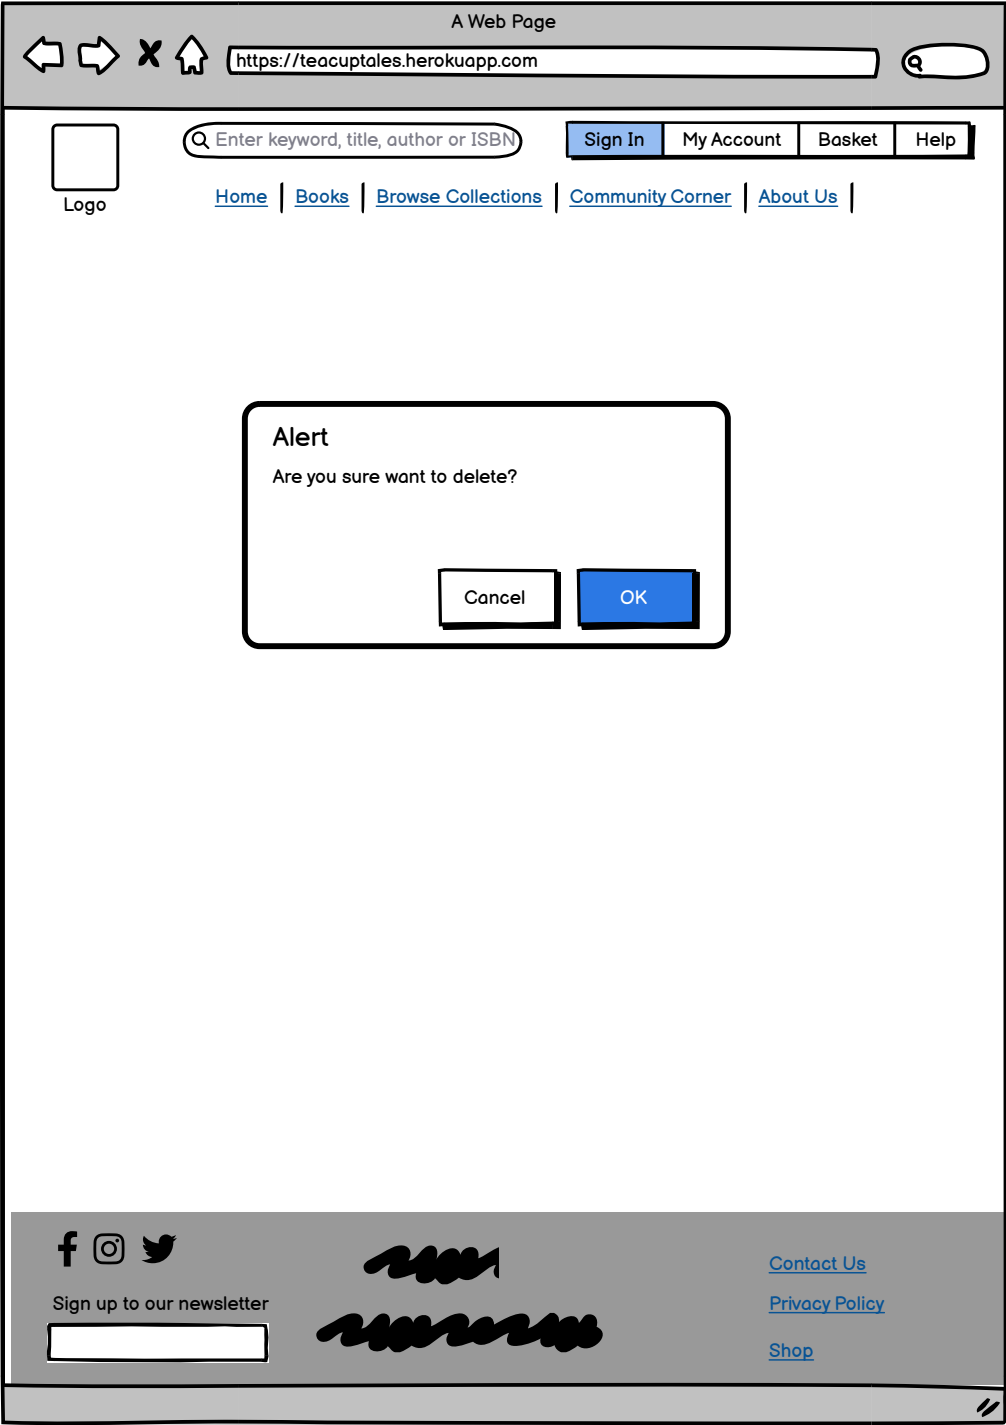 A Web Page
https://teacuptales.herokuapp.com
Enter keyword, title, author or ISBN
Sign In My Account Basket Help
Logo
Home Books Browse Collections Community Corner About Us
Alert
Are you sure want to delete?
Cancel OK
Sign up to our newsletter
Contact Us
Privacy Policy
Shop